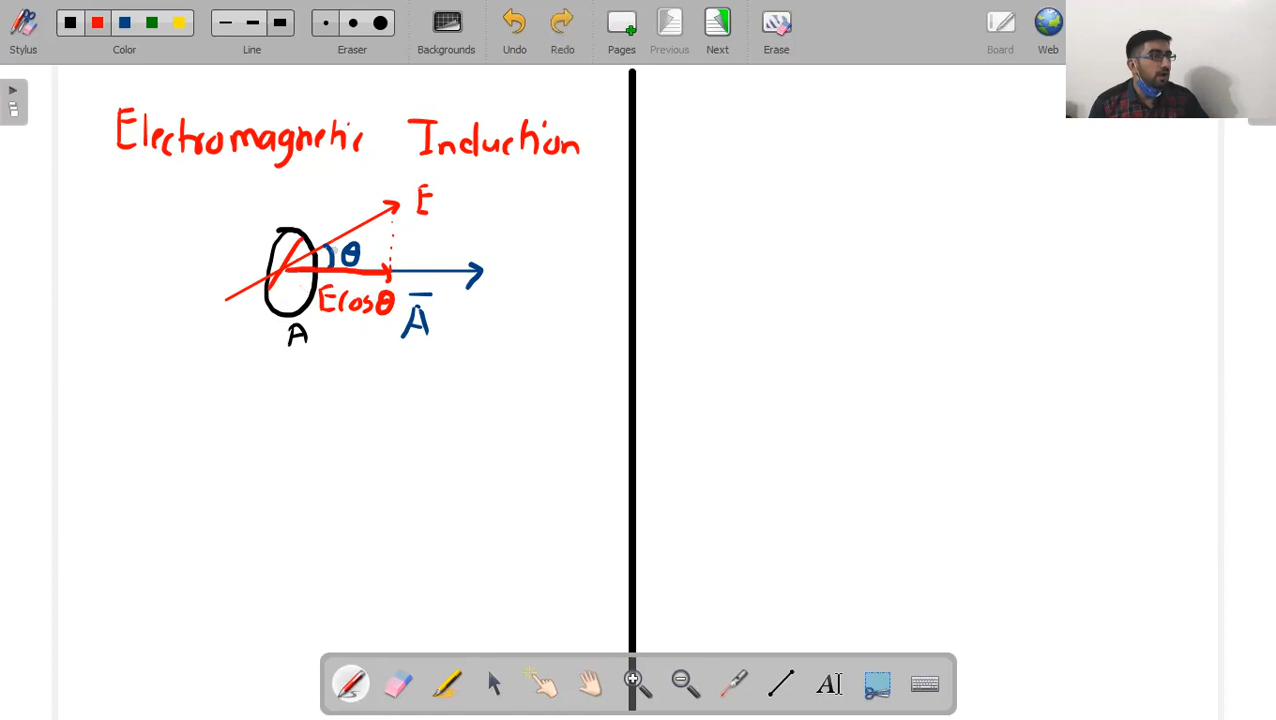 Stylus
Color
Line
Eraser
Backgrounds
Undo
Redo
Pages
Previous
Next
Erase
Board
Web
Electromagnetic Induction
E
θ
Ecosθ
A̅
A
A